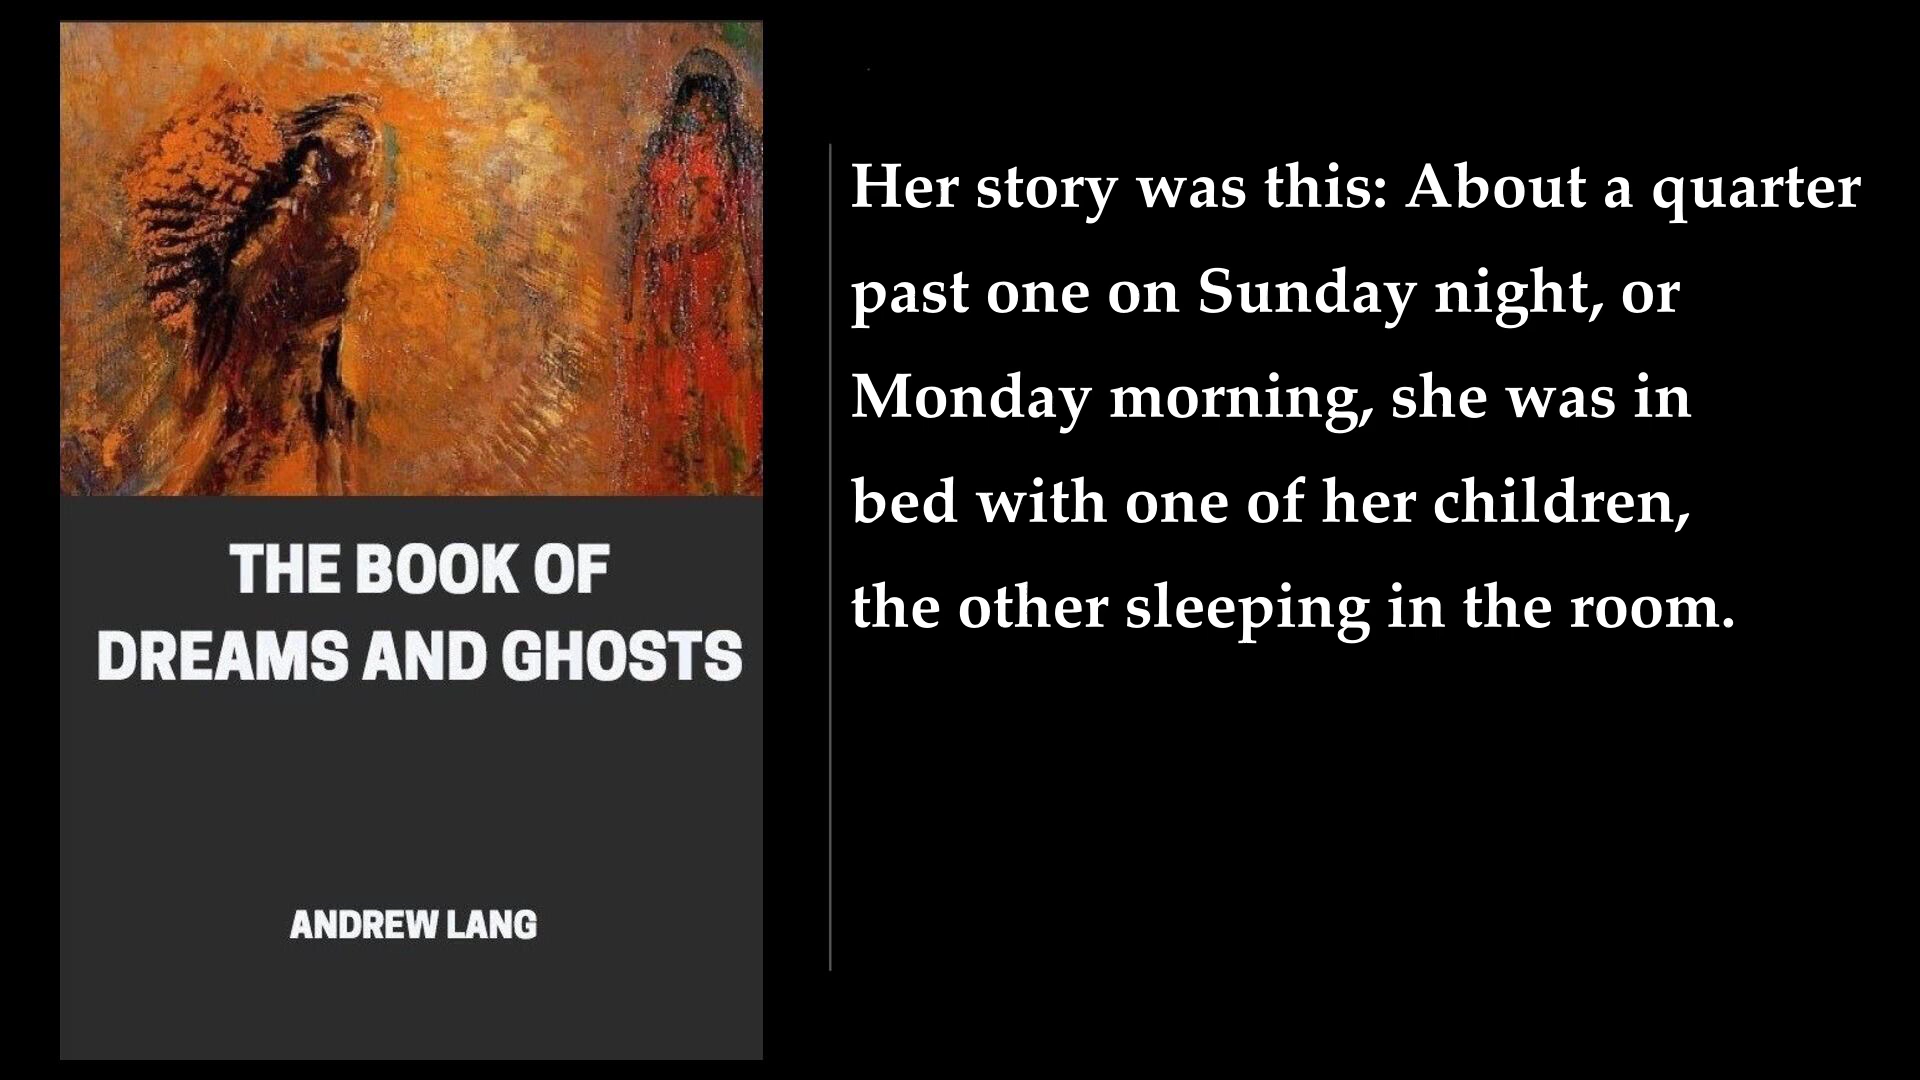 THE BOOK OF
DREAMS AND GHOSTS
ANDREW LANG
Her story was this: About a quarter
past one on Sunday night, or
Monday morning, she was in
bed with one of her children,
the other sleeping in the room.